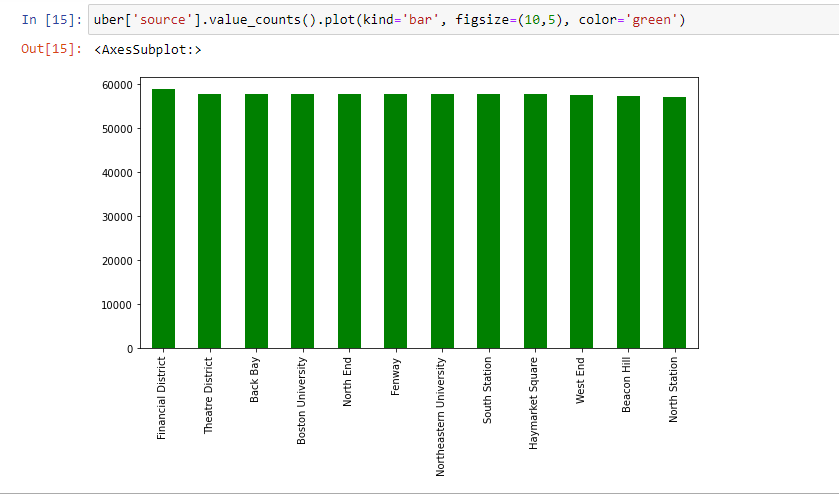 In [15]: uber['source'].value_counts().plot(kind='bar', figsize=(10,5), color='green')
Out[15]: <AxesSubplot:>
60000
50000
40000
30000
20000
10000
0
Financial District
Theatre District
Back Bay
Boston University
North End
Fenway
Northeastern University
South Station
Haymarket Square
West End
Beacon Hill
North Station